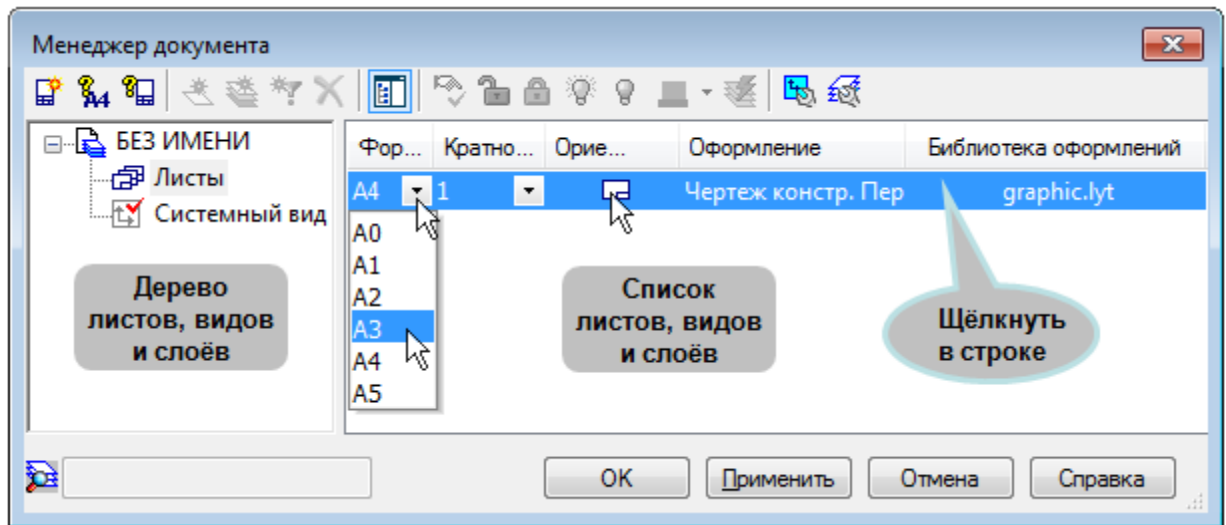 Менеджер документа
A4
БЕЗ ИМЕНИ
Листы
Системный вид
Фор... Кратно... Орие... Оформление Библиотека оформлений
A4 1 Чертеж констр. Пер graphic.lyt
A0
A1
A2
A3
A4
A5
Дерево
листов, видов
и слоёв
Список
листов, видов
и слоёв
Щёлкнуть
в строке
OK Применить Отмена Справка